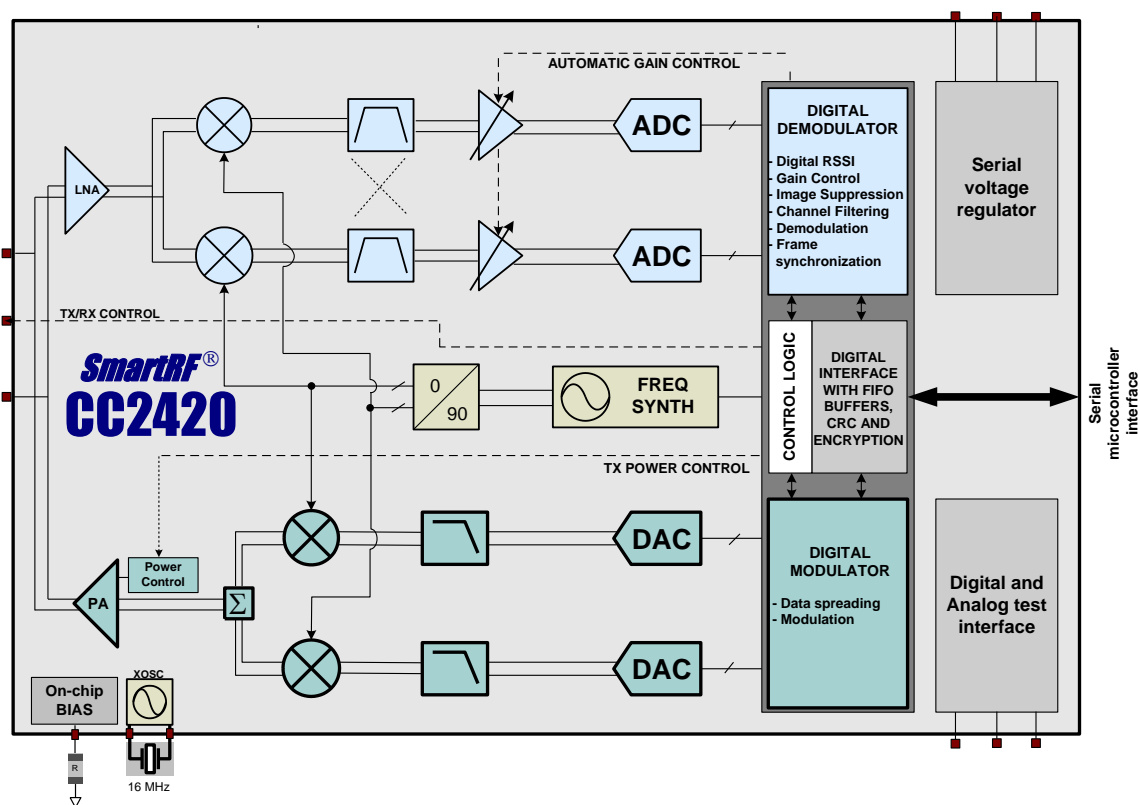 AUTOMATIC GAIN CONTROL
LNA
ADC
ADC
DIGITAL
DEMODULATOR
- Digital RSSI
- Gain Control
- Image Suppression
- Channel Filtering
- Demodulation
- Frame
synchronization
Serial
voltage
regulator
TX/RX CONTROL
SmartRF®
CC2420
0
90
FREQ
SYNTH
CONTROL LOGIC
DIGITAL
INTERFACE
WITH FIFO
BUFFERS,
CRC AND
ENCRYPTION
Serial
microcontroller
interface
TX POWER CONTROL
Power
Control
PA
Σ
DAC
DAC
DIGITAL
MODULATOR
- Data spreading
- Modulation
Digital and
Analog test
interface
On-chip
BIAS
XOSC
R
16 MHz